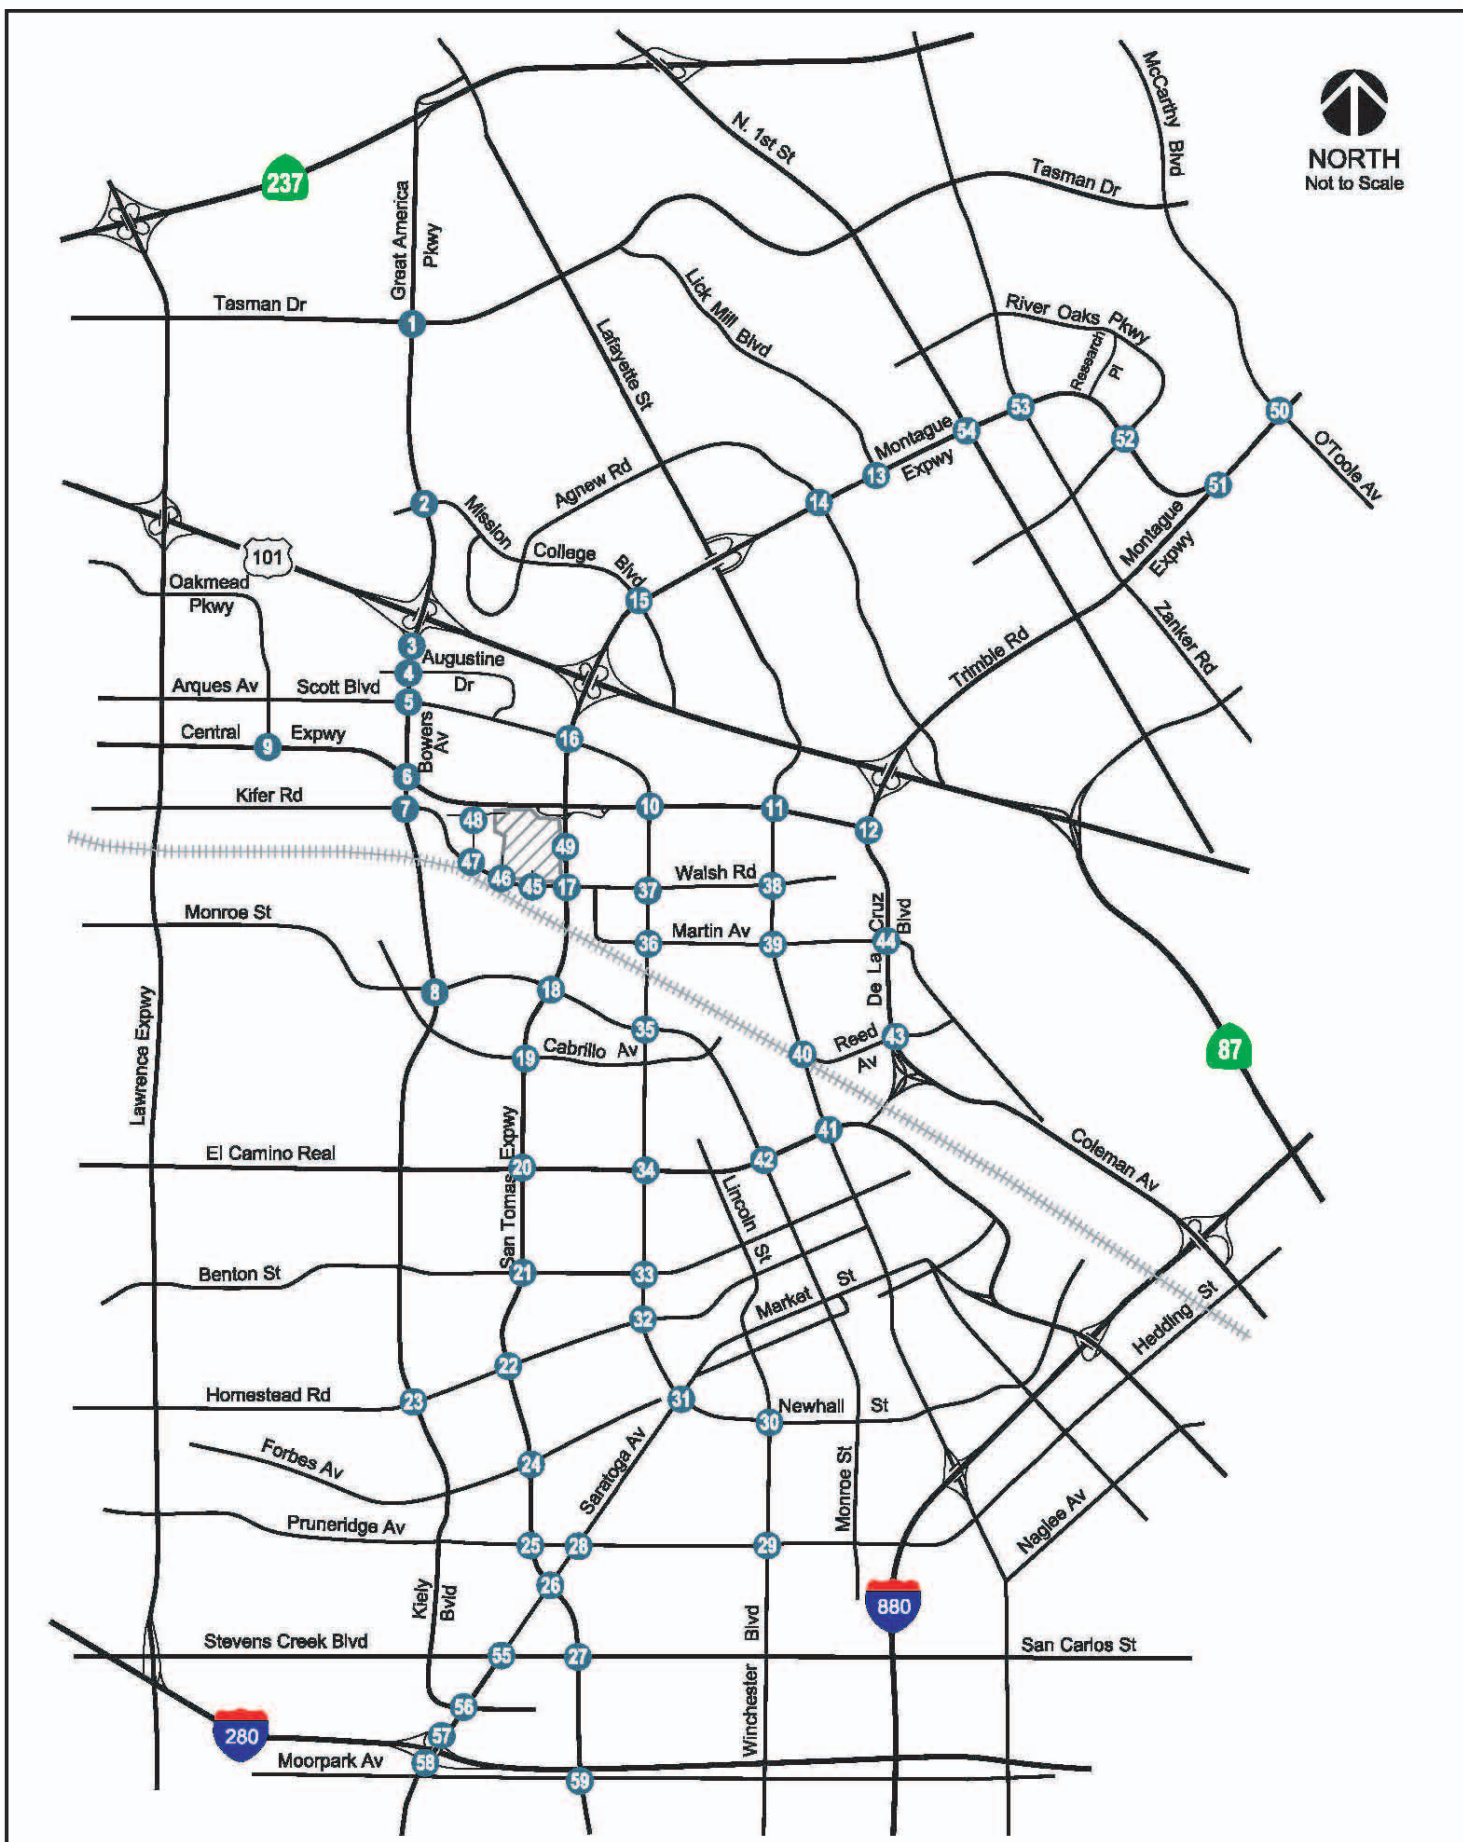 McCarthy Blvd
N. 1st St
NORTH
Not to Scale
237
Tasman Dr
Great America
Pkwy
Lick Mill Blvd
River Oaks Pkwy
Tasman Dr
1
Lafayette St
Research
Pl
53
50
54
52
O'Toole Av
Montague
Expwy
13
51
Agnew Rd
2
14
Mission
College
Blvd
Montague
Expwy
101
Oakmead
Pkwy
15
Zanker Rd
Trimble Rd
3
Augustine
Dr
4
Arques Av
Scott Blvd
5
Bowers
Av
16
Central
Expwy
9
6
Kifer Rd
7
10
11
12
48
49
47
46
45
17
37
Walsh Rd
38
Monroe St
36
Martin Av
39
44
De La Cruz
Blvd
8
18
35
Lawrence Expwy
19
Cabrillo Av
40
Reed
Av
43
87
San Tomas Expwy
41
Coleman Av
El Camino Real
20
34
42
Lincoln St
Benton St
21
33
Market St
32
Hedding St
22
Homestead Rd
23
31
Newhall St
30
Forbes Av
24
Saratoga Av
Monroe St
Naglee Av
Pruneridge Av
25
28
29
26
Kiely
Bvld
880
Stevens Creek Blvd
55
27
San Carlos St
Winchester Blvd
56
280
57
Moorpark Av
58
59